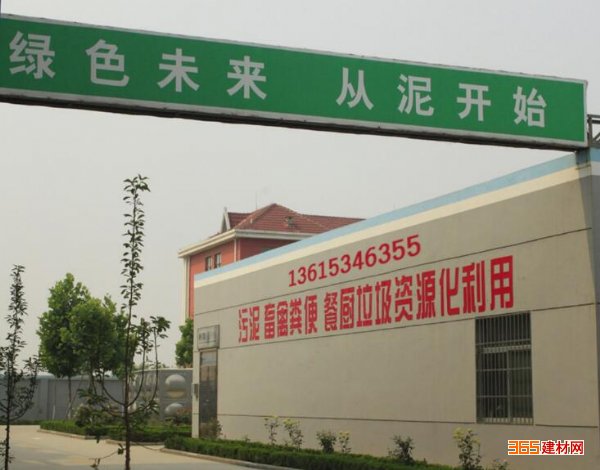 绿色未来 从泥开始
13615346355
污泥 畜禽粪便 餐厨垃圾资源化利用
365建材网